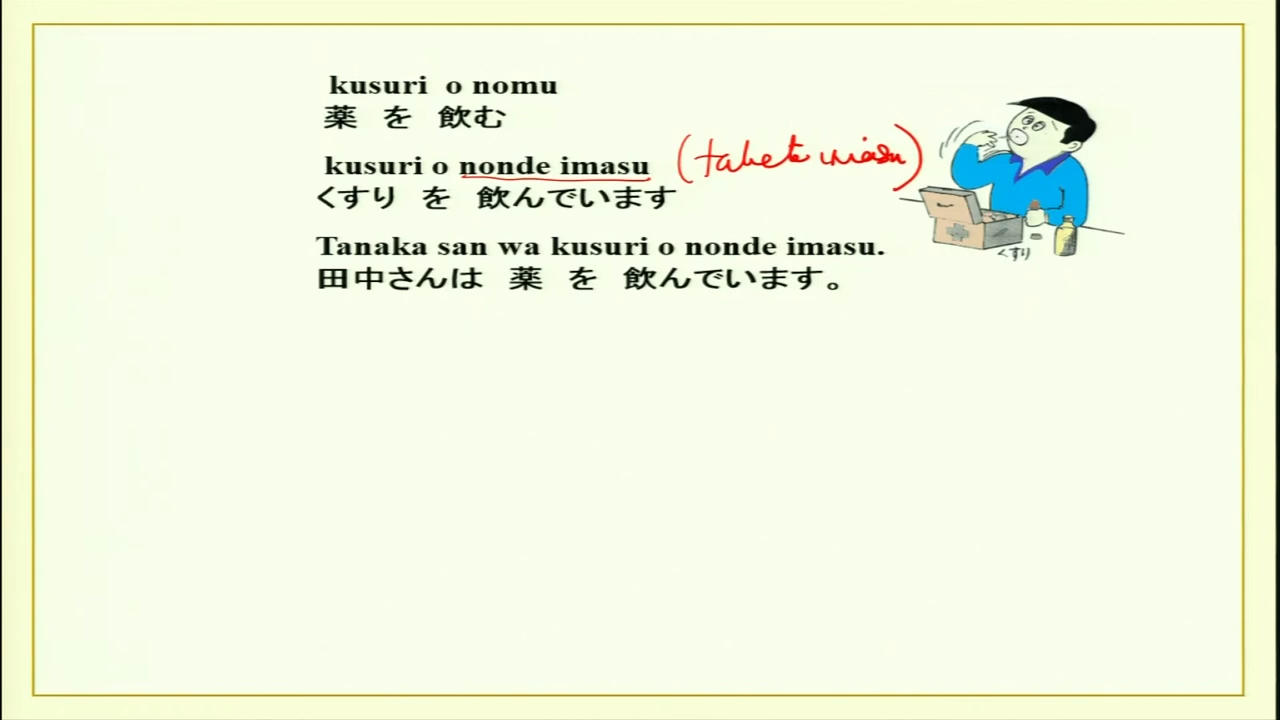 kusuri o nomu
薬 を 飲む
kusuri o nonde imasu (tabete imasu)
くすり を 飲んでいます
Tanaka san wa kusuri o nonde imasu.
田中さんは 薬 を 飲んでいます。
くすり